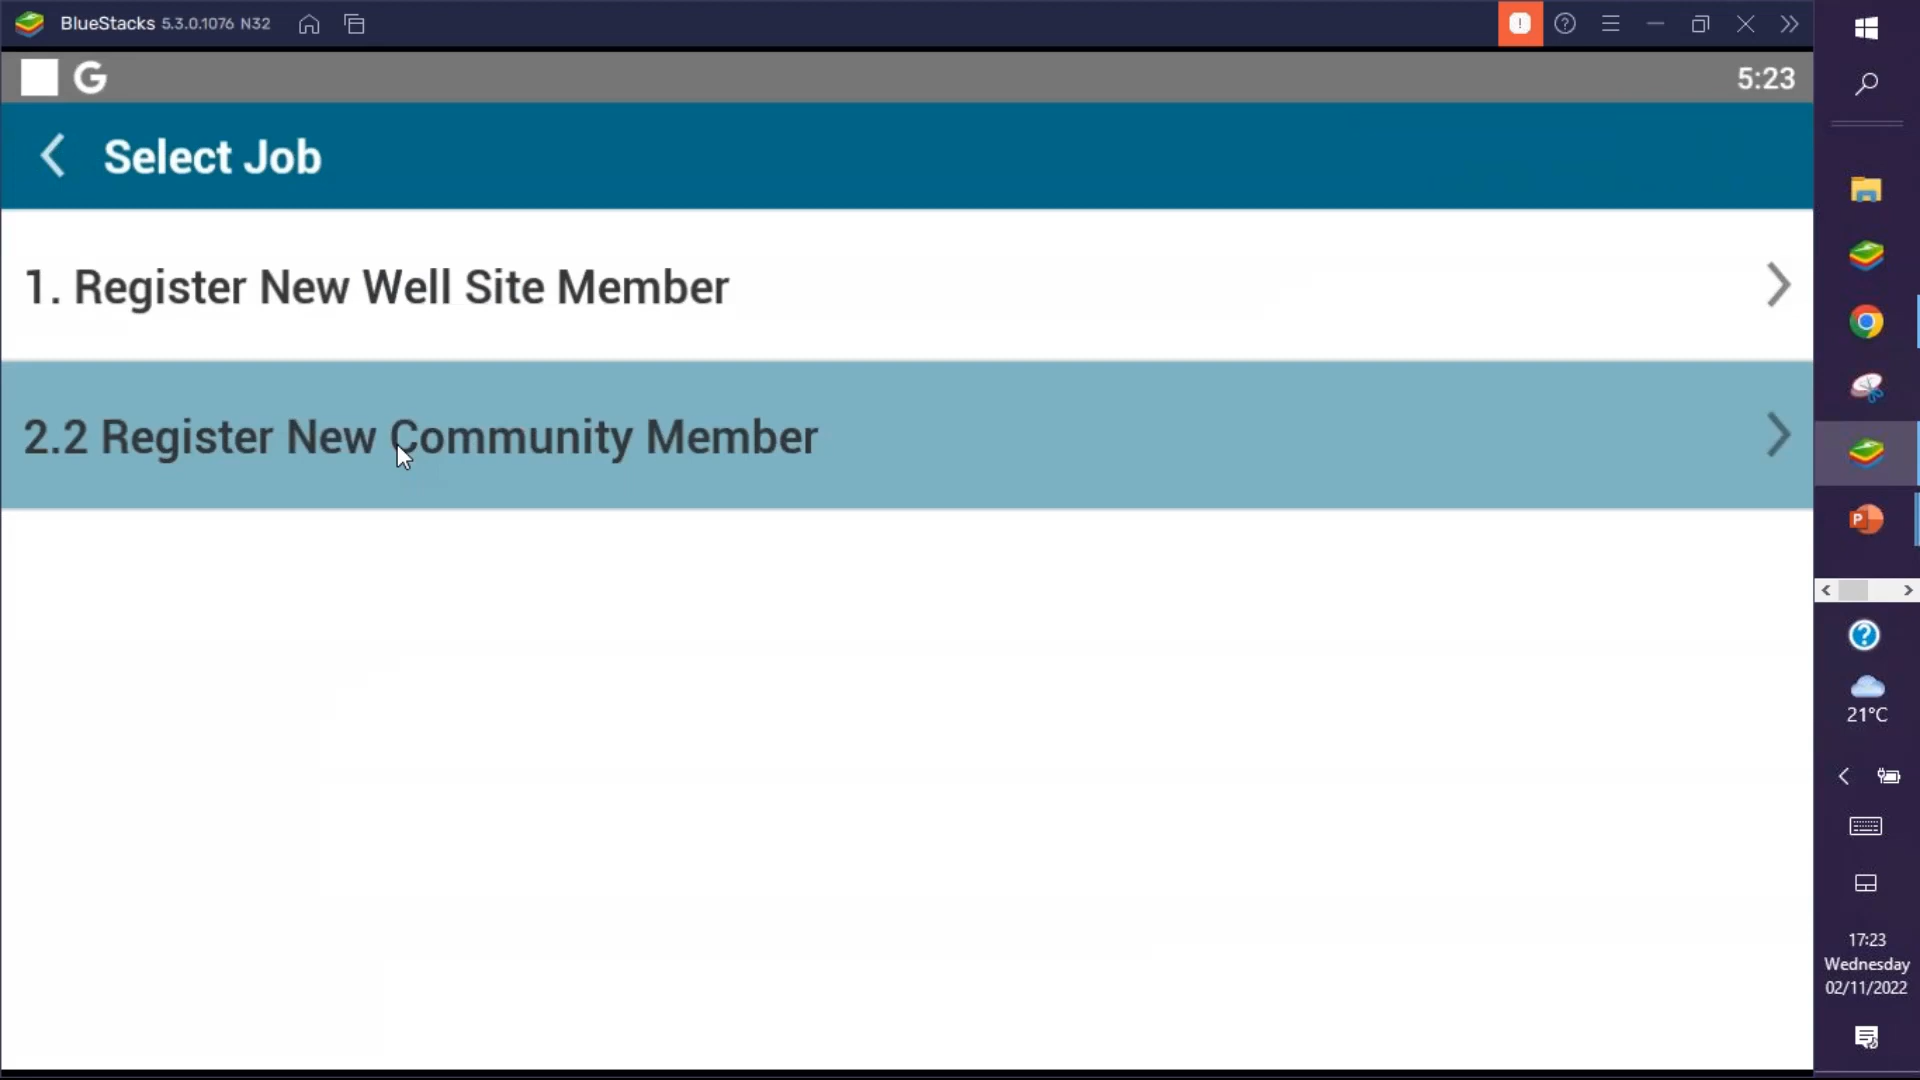 BlueStacks 5.3.0.1076 N32
G
5:23
Select Job
1. Register New Well Site Member
2.2 Register New Community Member
P
21°C
17:23
Wednesday
02/11/2022